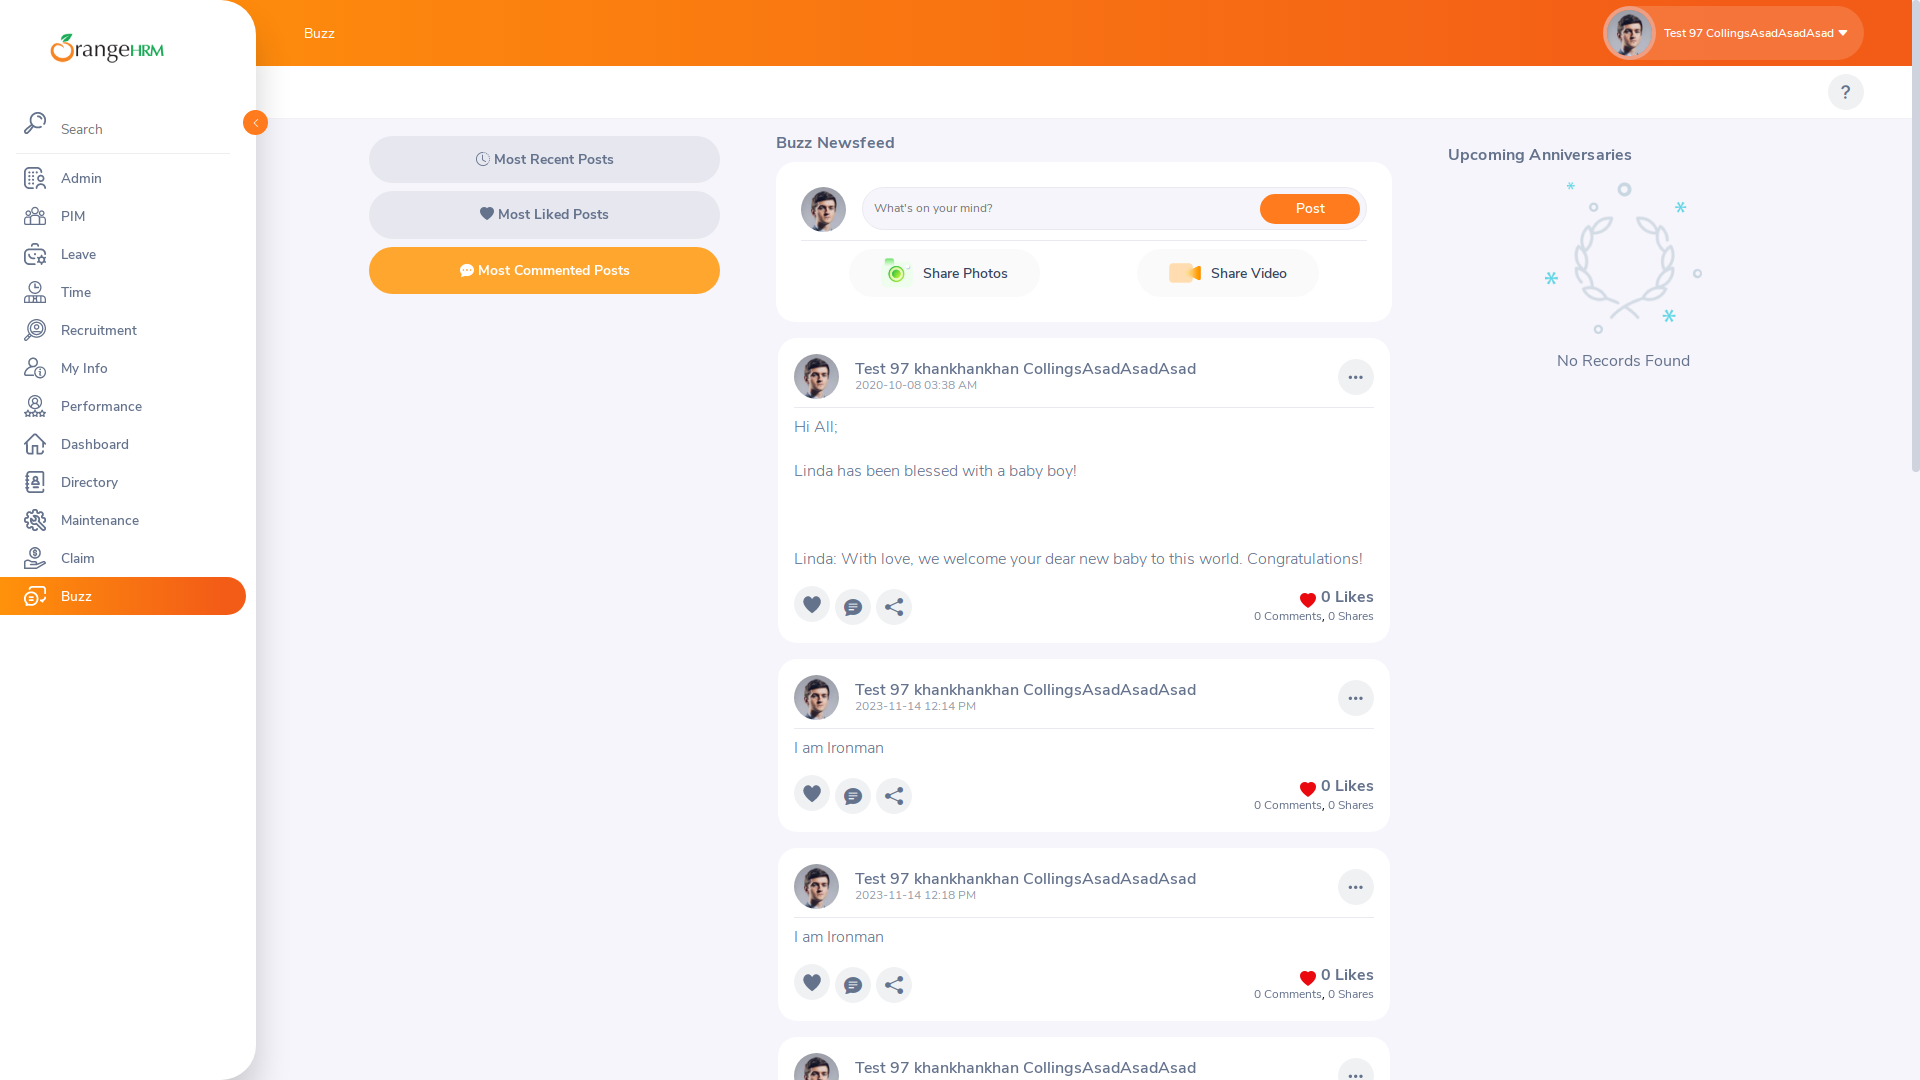 OrangeHRM
Search
Admin
PIM
Leave
Time
Recruitment
My Info
Performance
Dashboard
Directory
Maintenance
Claim
Buzz
Buzz
Test 97 CollingsAsadAsadAsad
?
Most Recent Posts
Most Liked Posts
Most Commented Posts
Buzz Newsfeed
What's on your mind?
Post
Share Photos
Share Video
Test 97 khankhankhan CollingsAsadAsadAsad
2020-10-08 03:38 AM
Hi All;
Linda has been blessed with a baby boy!
Linda: With love, we welcome your dear new baby to this world. Congratulations!
0 Likes
0 Comments, 0 Shares
Test 97 khankhankhan CollingsAsadAsadAsad
2023-11-14 12:14 PM
I am Ironman
0 Likes
0 Comments, 0 Shares
Test 97 khankhankhan CollingsAsadAsadAsad
2023-11-14 12:18 PM
I am Ironman
0 Likes
0 Comments, 0 Shares
Test 97 khankhankhan CollingsAsadAsadAsad
Upcoming Anniversaries
No Records Found